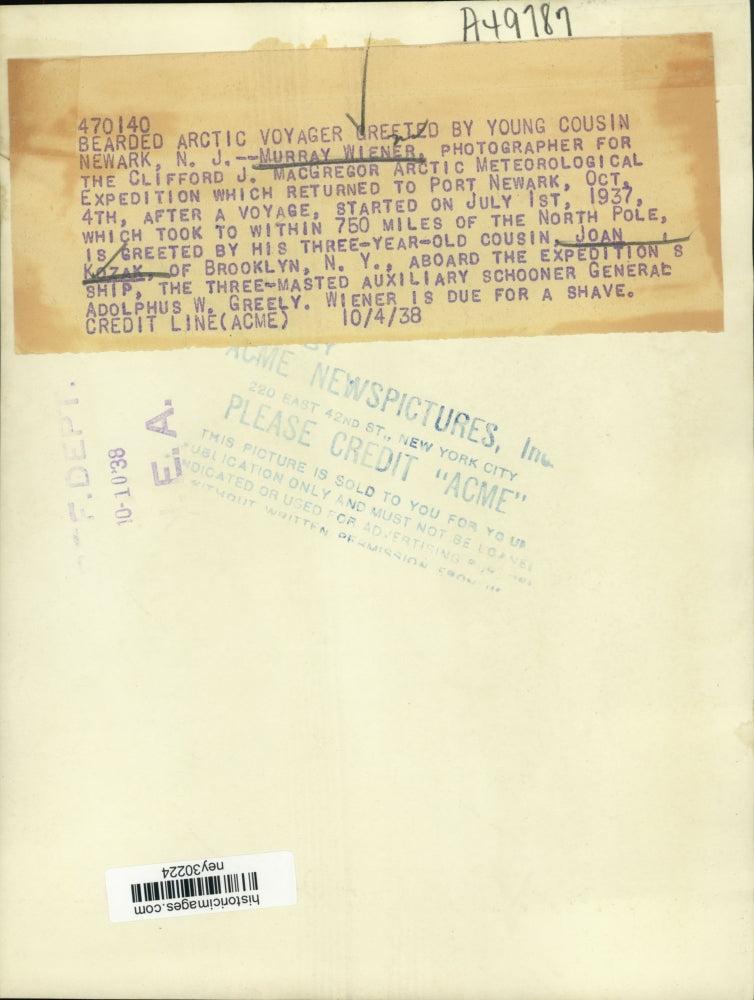 A49787
470140
BEARDED ARCTIC VOYAGER GREETED BY YOUNG COUSIN
NEWARK, N. J.--MURRAY WIENER, PHOTOGRAPHER FOR
THE CLIFFORD J. MACGREGOR ARCTIC METEOROLOGICAL
EXPEDITION WHICH RETURNED TO PORT NEWARK, OCT.
4TH, AFTER A VOYAGE, STARTED ON JULY 1ST, 1937,
WHICH TOOK TO WITHIN 750 MILES OF THE NORTH POLE,
IS GREETED BY HIS THREE-YEAR-OLD COUSIN, JOAN
KOZAK, OF BROOKLYN, N. Y., ABOARD THE EXPEDITION'S
SHIP, THE THREE-MASTED AUXILIARY SCHOONER GENERAL
ADOLPHUS W. GREELY. WIENER IS DUE FOR A SHAVE.
CREDIT LINE(ACME) 10/4/38
BY
ACME NEWSPICTURES, Inc.
220 EAST 42ND ST., NEW YORK CITY
PLEASE CREDIT "ACME"
THIS PICTURE IS SOLD TO YOU FOR YOUR
PUBLICATION ONLY AND MUST NOT BE LOANED
INDICATED OR USED FOR ADVERTISING
WITHOUT WRITTEN PERMISSION FROM
F. DEPT.
10-10-38
E. A.
historicimages.com
ney30224